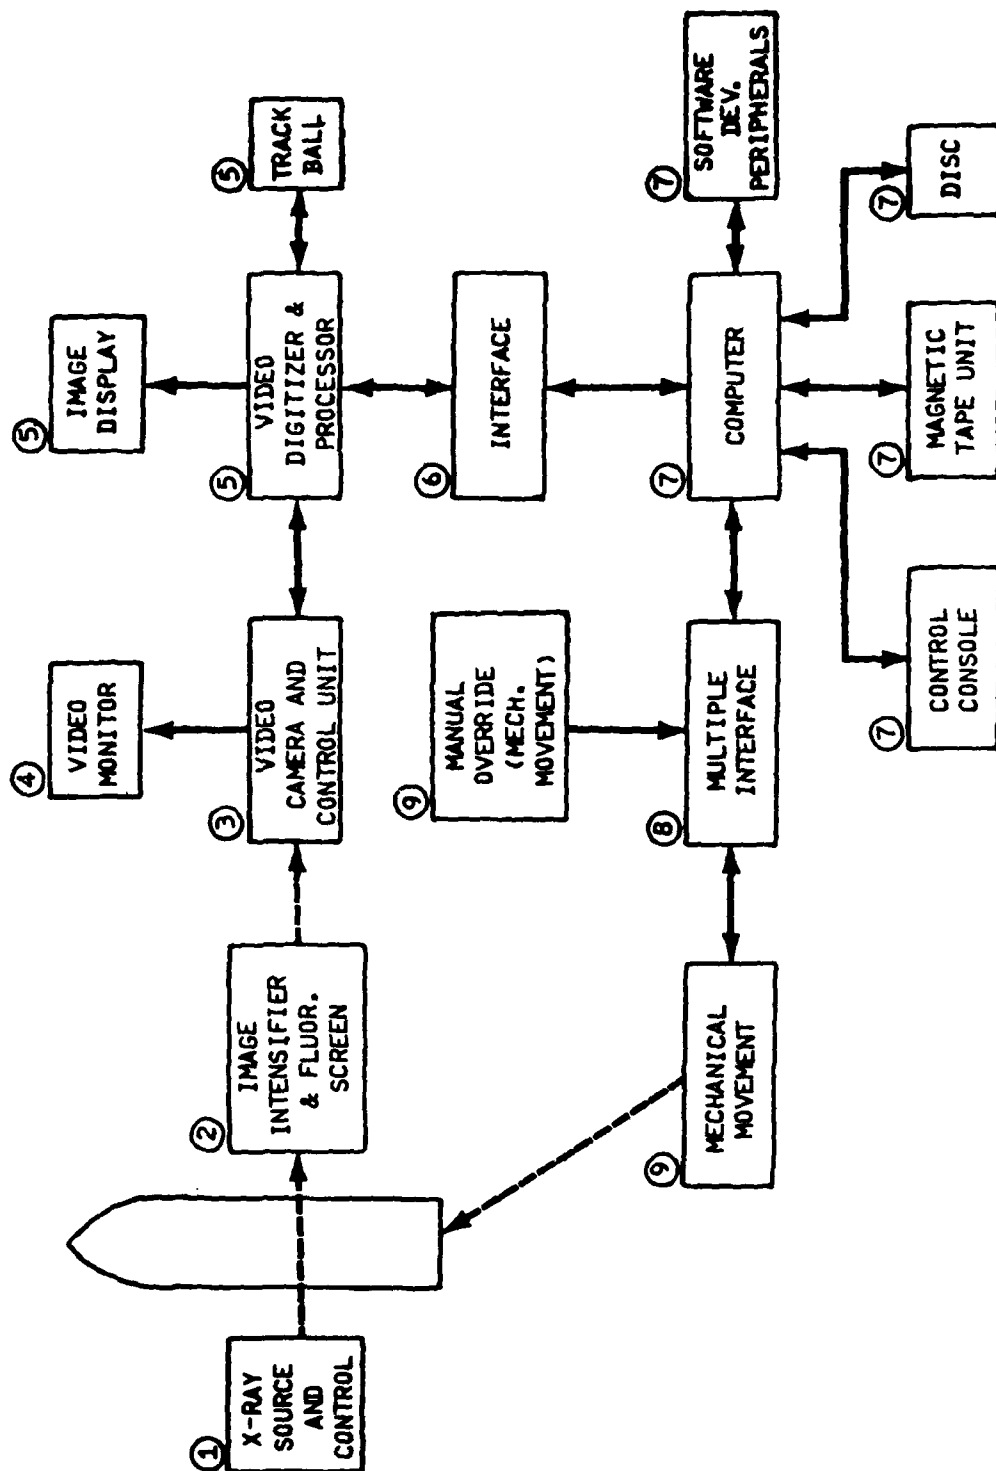 ①
X-RAY
SOURCE
AND
CONTROL
②
IMAGE
INTENSIFIER
& FLUOR.
SCREEN
③
VIDEO
CAMERA AND
CONTROL UNIT
④
VIDEO
MONITOR
⑤
VIDEO
DIGITIZER &
PROCESSOR
⑤
IMAGE
DISPLAY
⑤
TRACK
BALL
⑥
INTERFACE
⑨
MANUAL
OVERRIDE
(MECH.
MOVEMENT)
⑨
MECHANICAL
MOVEMENT
⑧
MULTIPLE
INTERFACE
⑦
COMPUTER
⑦
SOFTWARE
DEV.
PERIPHERALS
⑦
CONTROL
CONSOLE
⑦
MAGNETIC
TAPE UNIT
⑦
DISC